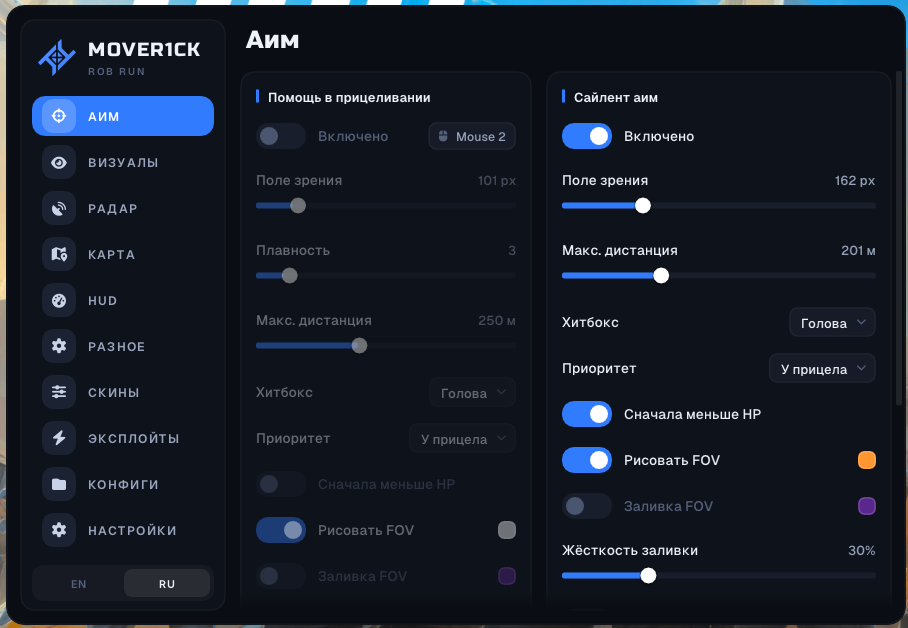 MOVER1CK
ROB RUN
АИМ
ВИЗУАЛЫ
РАДАР
КАРТА
HUD
РАЗНОЕ
СКИНЫ
ЭКСПЛОЙТЫ
КОНФИГИ
НАСТРОЙКИ
EN RU
Аим
Помощь в прицеливании
Включено Mouse 2
Поле зрения 101 px
Плавность 3
Макс. дистанция 250 м
Хитбокс Голова
Приоритет У прицела
Сначала меньше HP
Рисовать FOV
Заливка FOV
Сайлент аим
Включено
Поле зрения 162 px
Макс. дистанция 201 м
Хитбокс Голова
Приоритет У прицела
Сначала меньше HP
Рисовать FOV
Заливка FOV
Жёсткость заливки 30%